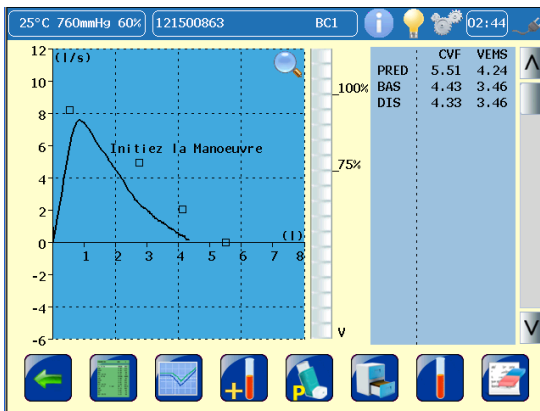 25°C 760mmHg 60% 121500863 BC1 02:44
(l/s)
12
10
8
6
4
2
0
-2
-4
-6
Initiez la Manoeuvre
(l)
1 2 3 4 5 6 7 8
100%
75%
V
CVF VEMS
PRED 5.51 4.24
BAS 4.43 3.46
DIS 4.33 3.46
P